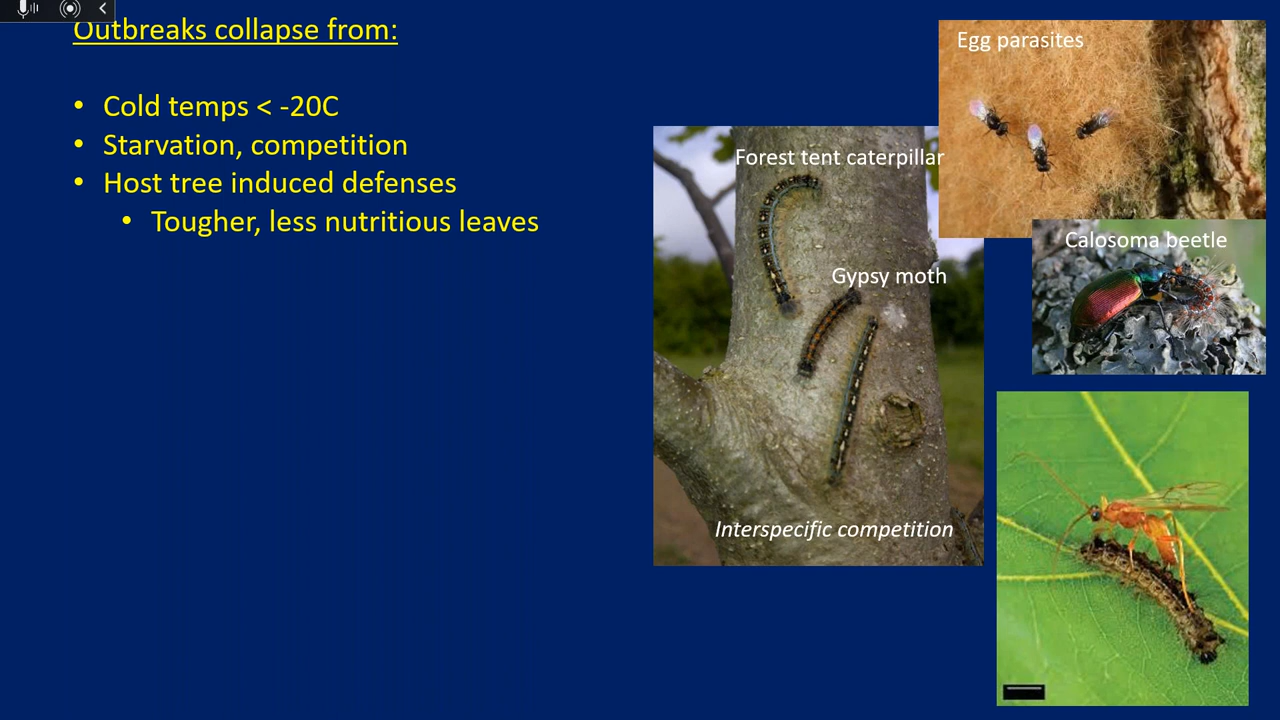 Outbreaks collapse from:
• Cold temps < -20C
• Starvation, competition
• Host tree induced defenses
• Tougher, less nutritious leaves
Egg parasites
Forest tent caterpillar
Calosoma beetle
Gypsy moth
Interspecific competition